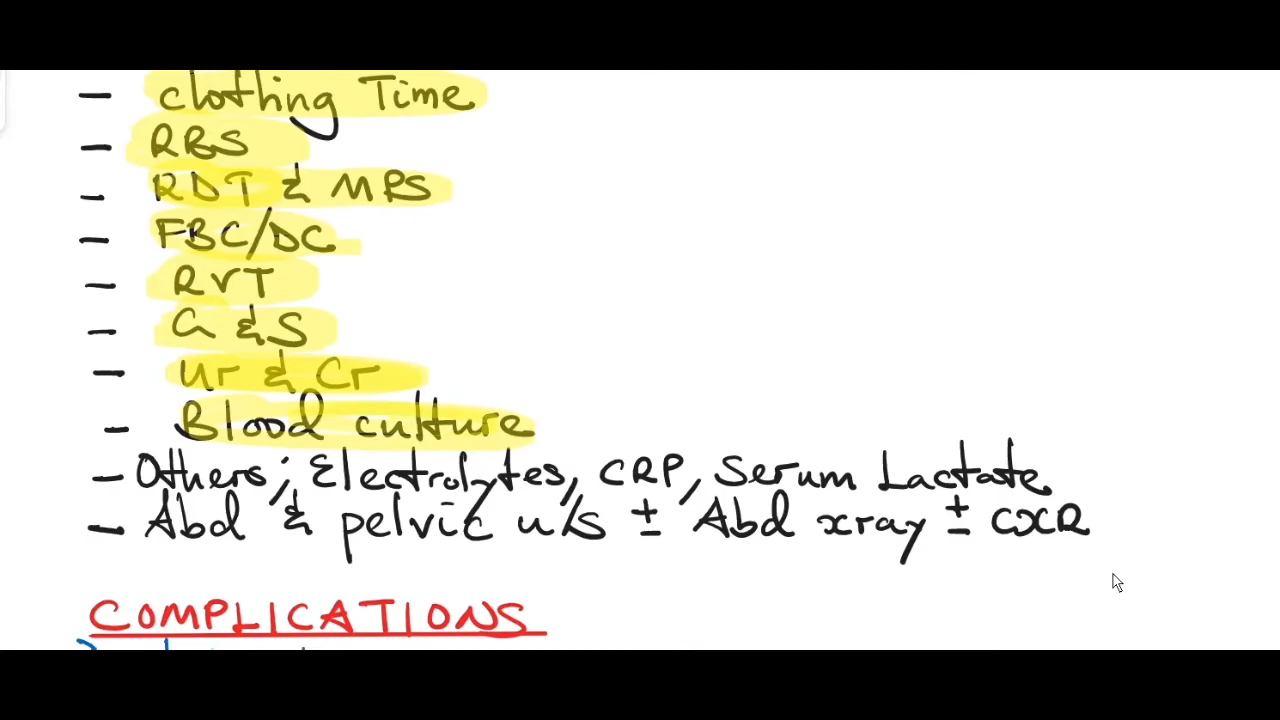 - clothing Time
- RBS
- RDT & MPS
- FBC/DC
- RVT
- G & S
- Ur & Cr
- Blood culture
- Others; Electrolytes, CRP, Serum Lactate
- Abd & pelvic u/s ± Abd xray ± CXR
COMPLICATIONS